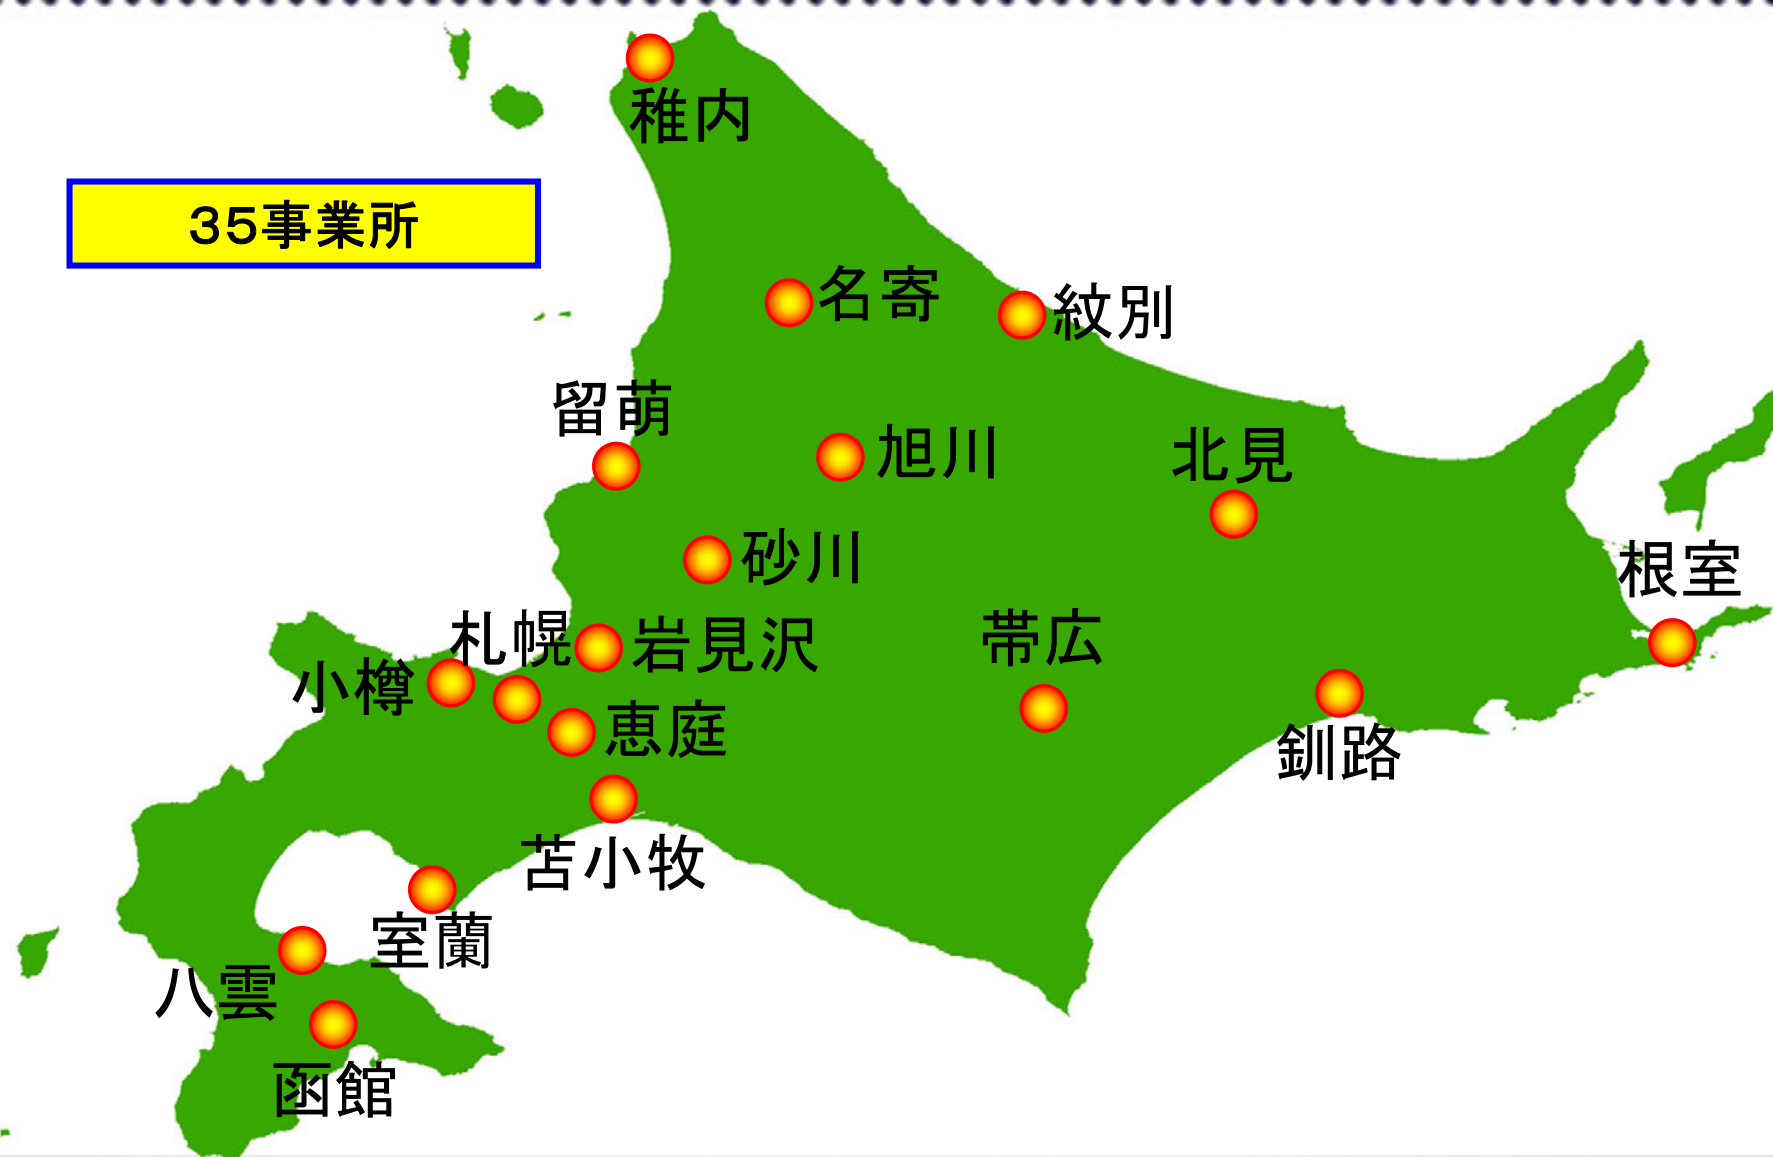 稚内
35事業所
名寄
紋別
留萌
旭川
北見
砂川
根室
札幌
岩見沢
帯広
小樽
恵庭
釧路
苫小牧
室蘭
八雲
函館